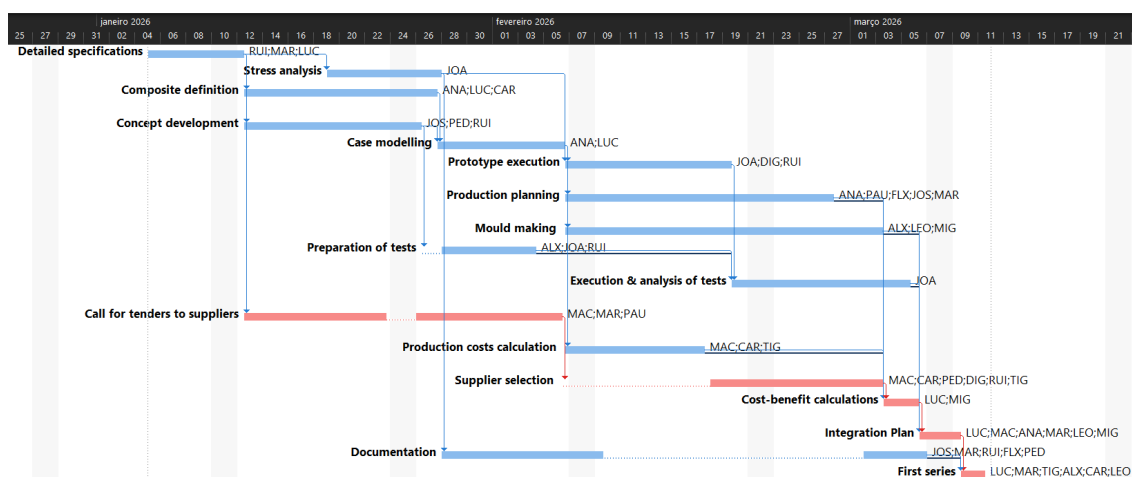 janeiro 2026 fevereiro 2026 março 2026
25 27 29 31 02 04 06 08 10 12 14 16 18 20 22 24 26 28 30 01 03 05 07 09 11 13 15 17 19 21 23 25 27 01 03 05 07 09 11 13 15 17 19 21
Detailed specifications RUI;MAR;LUC
Stress analysis JOA
Composite definition ANA;LUC;CAR
Concept development JOS;PED;RUI
Case modelling ANA;LUC
Prototype execution JOA;DIG;RUI
Production planning ANA;PAU;FLX;JOS;MAR
Mould making ALX;LEO;MIG
Preparation of tests ALX;JOA;RUI
Execution & analysis of tests JOA
Call for tenders to suppliers MAC;MAR;PAU
Production costs calculation MAC;CAR;TIG
Supplier selection MAC;CAR;PED;DIG;RUI;TIG
Cost-benefit calculations LUC;MIG
Integration Plan LUC;MAC;ANA;MAR;LEO;MIG
Documentation JOS;MAR;RUI;FLX;PED
First series LUC;MAR;TIG;ALX;CAR;LEO